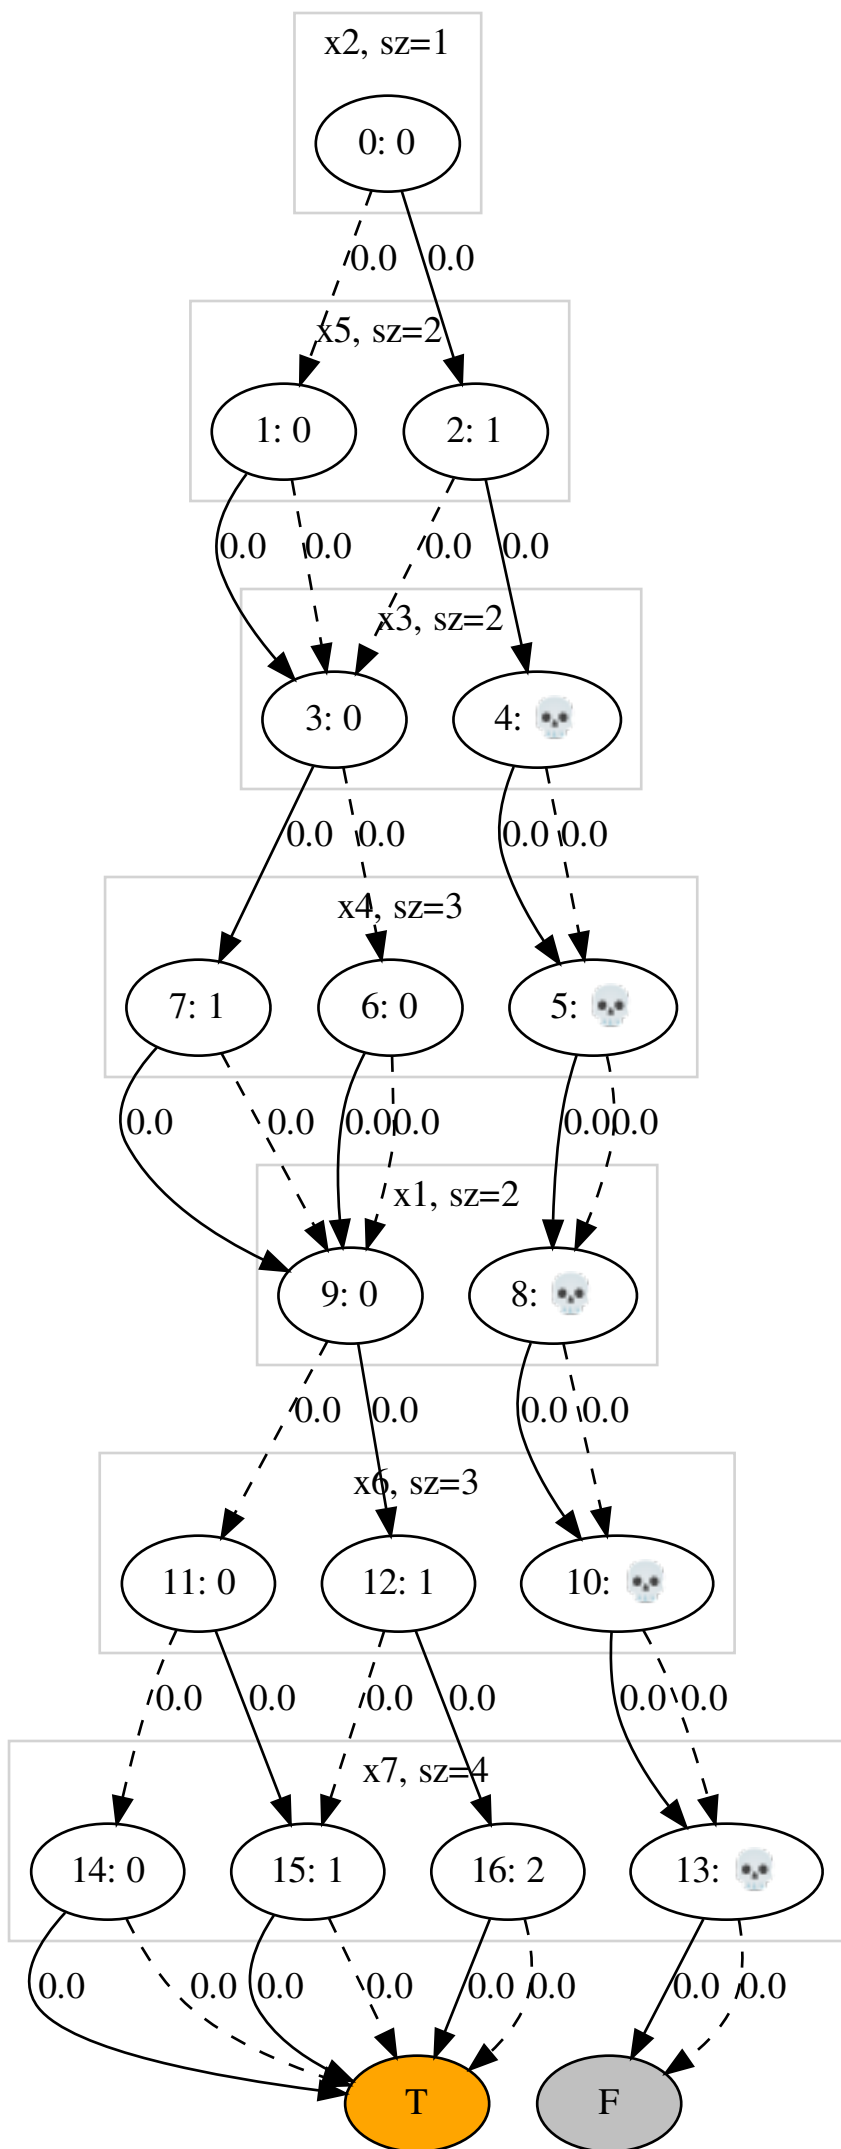 x2, sz=1
0: 0
0.0 0.0
x5, sz=2
1: 0 2: 1
0.0 0.0 0.0 0.0
x3, sz=2
3: 0 4: 💀
0.0 0.0 0.0 0.0
x4, sz=3
7: 1 6: 0 5: 💀
0.0 0.0 0.0 0.0 0.0 0.0
x1, sz=2
9: 0 8: 💀
0.0 0.0 0.0 0.0
x6, sz=3
11: 0 12: 1 10: 💀
0.0 0.0 0.0 0.0 0.0 0.0
x7, sz=4
14: 0 15: 1 16: 2 13: 💀
0.0 0.0 0.0 0.0 0.0 0.0 0.0 0.0
T F